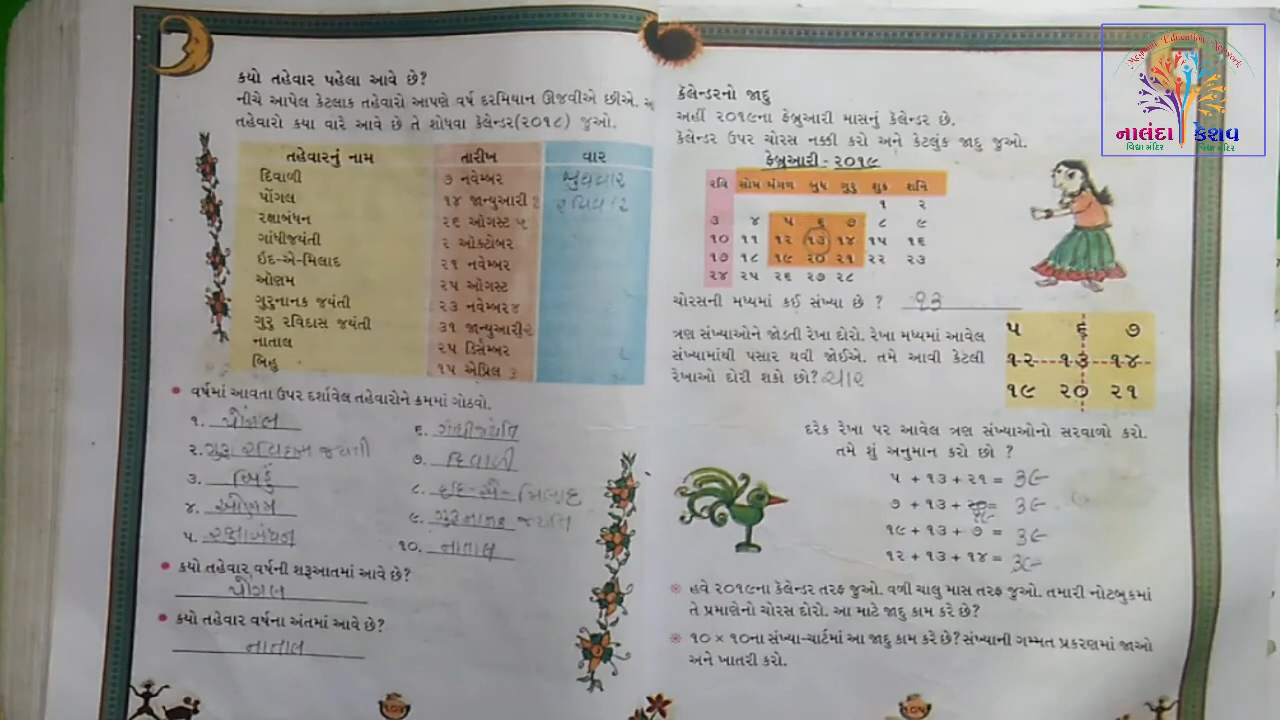 કયો તહેવાર પહેલા આવે છે?
નીચે આપેલ કેટલાક તહેવારો આપણે વર્ષ દરમિયાન ઊજવીએ છીએ.
તહેવારો કયા વારે આવે છે તે શોધવા કેલેન્ડર(૨૦૧૮) જુઓ.
તહેવારનું નામ તારીખ વાર
દિવાળી ૭ નવેમ્બર બુધવાર
પોંગલ ૧૪ જાન્યુઆરી રવિવાર
રક્ષાબંધન ૨૬ ઓગસ્ટ
ગાંધીજયંતી ૨ ઓક્ટોબર
ઈદ-એ-મિલાદ ૨૧ નવેમ્બર
ઓણમ ૨૫ ઓગસ્ટ
ગુરુનાનક જયંતી ૨૩ નવેમ્બર
ગુરુ રવિદાસ જયંતી ૩૧ જાન્યુઆરી
નાતાલ ૨૫ ડિસેમ્બર
બિહુ ૧૫ એપ્રિલ
• વર્ષમાં આવતા ઉપર દર્શાવેલ તહેવારોને ક્રમમાં ગોઠવો.
૧. પોંગલ
૨. ગુરુ રવિદાસ જયંતી
૩. બિહુ
૪. ઓણમ
૫. રક્ષાબંધન
૬. ગાંધીજયંતિ
૭. દિવાળી
૮. ઈદ-એ-મિલાદ
૯. ગુરુનાનક જયંતિ
૧૦. નાતાલ
• કયો તહેવાર વર્ષની શરૂઆતમાં આવે છે?
પોંગલ
• કયો તહેવાર વર્ષના અંતમાં આવે છે?
નાતાલ
૧૦૪
કૅલેન્ડરનો જાદુ
અહીં ૨૦૧૯ના ફેબ્રુઆરી માસનું કેલેન્ડર છે.
કેલેન્ડર ઉપર ચોરસ નક્કી કરો અને કેટલુંક જાદુ જુઓ.
ફેબ્રુઆરી - ૨૦૧૯
રવિ સોમ મંગળ બુધ ગુરુ શુક્ર શનિ
૧ ૨
૩ ૪ ૫ ૬ ૭ ૮ ૯
૧૦ ૧૧ ૧૨ ૧૩ ૧૪ ૧૫ ૧૬
૧૭ ૧૮ ૧૯ ૨૦ ૨૧ ૨૨ ૨૩
૨૪ ૨૫ ૨૬ ૨૭ ૨૮
ચોરસની મધ્યમાં કઈ સંખ્યા છે ? ૧૩
ત્રણ સંખ્યાઓને જોડતી રેખા દોરો. રેખા મધ્યમાં આવેલ
સંખ્યામાંથી પસાર થવી જોઈએ. તમે આવી કેટલી
રેખાઓ દોરી શકો છો? ચાર
૫ ૬ ૭
૧૨ ૧૩ ૧૪
૧૯ ૨૦ ૨૧
દરેક રેખા પર આવેલ ત્રણ સંખ્યાઓનો સરવાળો કરો.
તમે શું અનુમાન કરો છો ?
૫ + ૧૩ + ૨૧ = ૩૯
૭ + ૧૩ + = ૩૯
૧૯ + ૧૩ + ૭ = ૩૯
૧૨ + ૧૩ + ૧૪ = ૩૯
હવે ૨૦૧૯ના કેલેન્ડર તરફ જુઓ. વળી ચાલુ માસ તરફ જુઓ. તમારી નોટબુકમાં
તે પ્રમાણેનો ચોરસ દોરો. આ માટે જાદુ કામ કરે છે?
૧૦ × ૧૦ના સંખ્યા-ચાર્ટમાં આ જાદુ કામ કરે છે? સંખ્યાની ગમ્મત પ્રકરણમાં જાઓ
અને ખાતરી કરો.
૧૦૫
નાલંદા કેશવ
વિદ્યા મંદિર વિદ્યા મંદિર